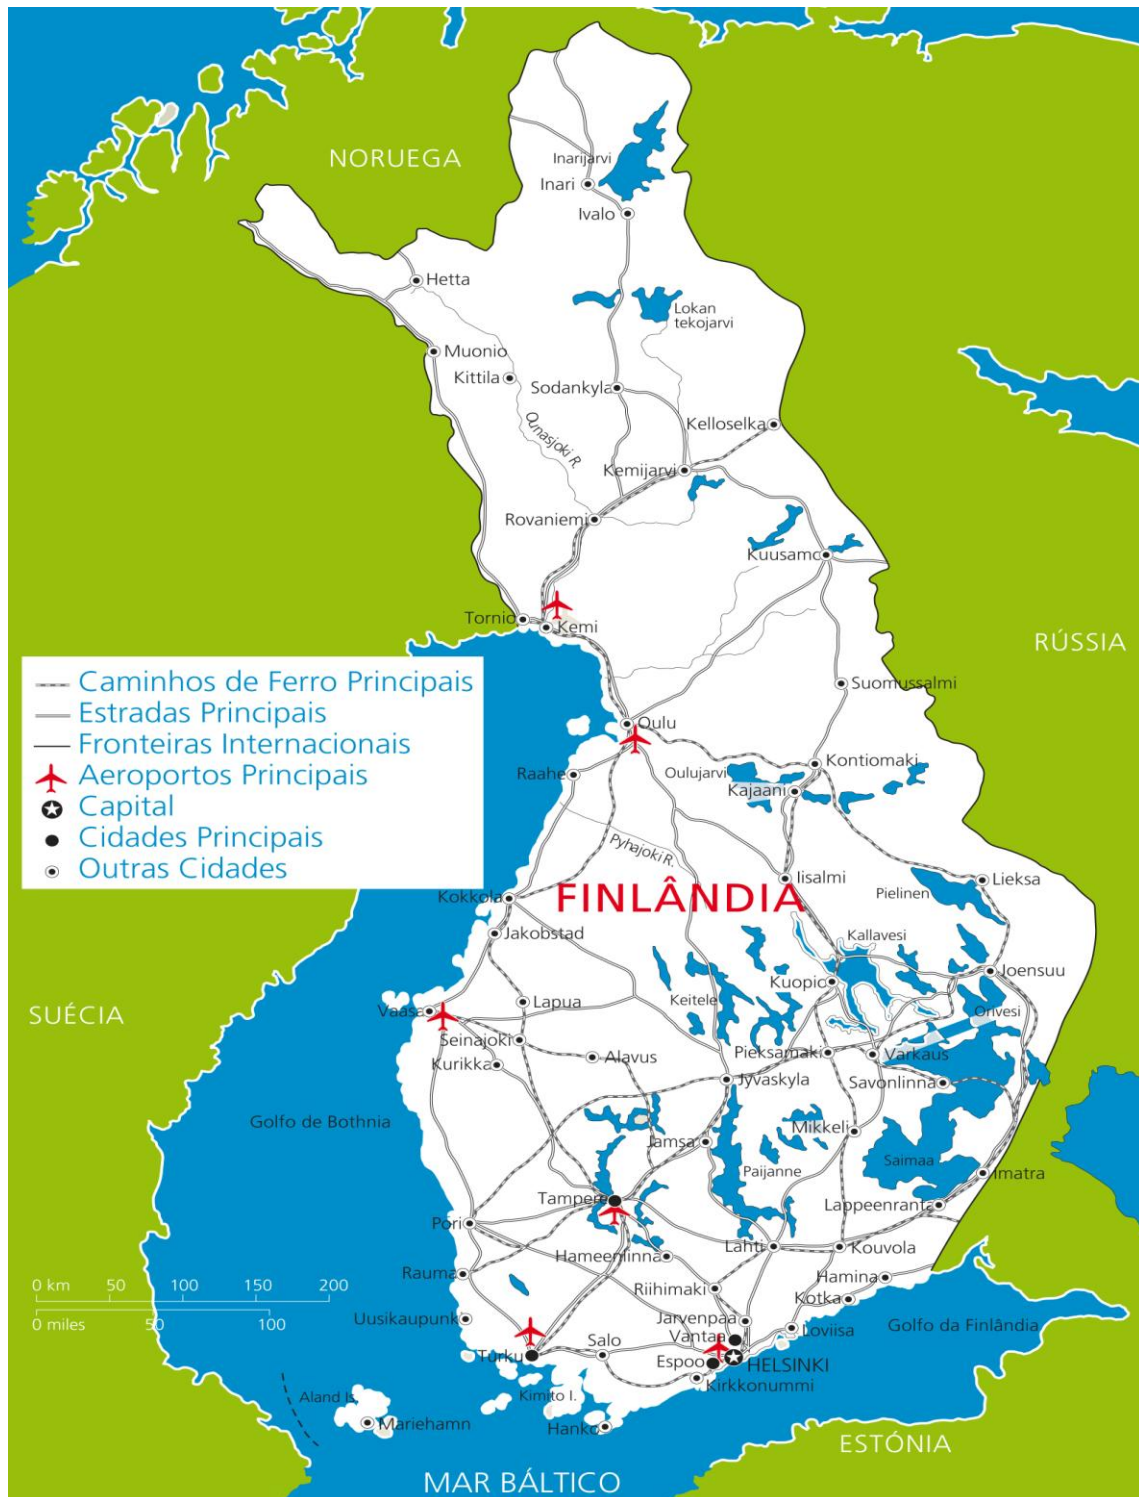 NORUEGA
Inarijarvi
Inari
Ivalo
Hetta
Lokan
tekojarvi
Muonio
Kittila
Sodankyla
Ounasjoki R.
Kelloselka
Kemijarvi
Rovaniemi
Kuusamo
Tornio
Kemi
RÚSSIA
Caminhos de Ferro Principais
Estradas Principais
Fronteiras Internacionais
Aeroportos Principais
Capital
Cidades Principais
Outras Cidades
Suomussalmi
Oulu
Raahe
Oulujarvi
Kontiomaki
Kajaani
Pyhajoki R.
Iisalmi
Lieksa
Pielinen
FINLÂNDIA
Kokkola
Jakobstad
Kallavesi
Joensuu
Kuopio
Lapua
Keitele
Orivesi
SUÉCIA
Vaasa
Seinajoki
Kurikka
Alavus
Pieksamaki
Varkaus
Jyvaskyla
Savonlinna
Golfo de Bothnia
Jamsa
Mikkeli
Paijanne
Saimaa
Imatra
Tampere
Lappeenranta
Pori
Hameenlinna
Lahti
Kouvola
Rauma
Riihimaki
Hamina
Kotka
0 km 50 100 150 200
0 miles 50 100
Uusikaupunki
Jarvenpaa
Vantaa
Loviisa
Golfo da Finlândia
Turku
Salo
Espoo
HELSINKI
Kirkkonummi
Aland Is.
Kimito I.
Mariehamn
Hanko
ESTÓNIA
MAR BÁLTICO